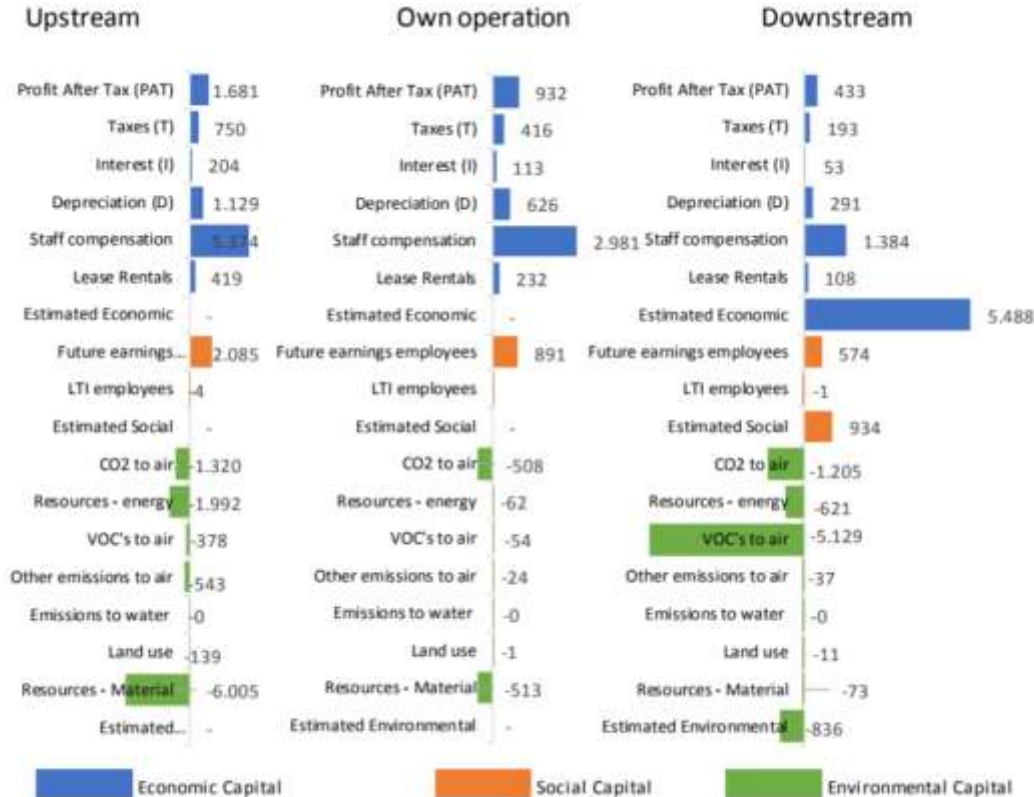 Upstream
Own operation
Downstream
Profit After Tax (PAT) 1.681
Taxes (T) 750
Interest (I) 204
Depreciation (D) 1.129
Staff compensation 5.374
Lease Rentals 419
Estimated Economic -
Future earnings... 2.085
LTI employees -4
Estimated Social -
CO2 to air -1.320
Resources - energy -1.992
VOC's to air -378
Other emissions to air -543
Emissions to water -0
Land use -139
Resources - Material -6.005
Estimated... -
Profit After Tax (PAT) 932
Taxes (T) 416
Interest (I) 113
Depreciation (D) 626
Staff compensation 2.981
Lease Rentals 232
Estimated Economic -
Future earnings employees 891
LTI employees
Estimated Social -
CO2 to air -508
Resources - energy -62
VOC's to air -54
Other emissions to air -24
Emissions to water -0
Land use -1
Resources - Material -513
Estimated Environmental -
Profit After Tax (PAT) 433
Taxes (T) 193
Interest (I) 53
Depreciation (D) 291
Staff compensation 1.384
Lease Rentals 108
Estimated Economic 5.488
Future earnings employees 574
LTI employees -1
Estimated Social 934
CO2 to air -1.205
Resources - energy -621
VOC's to air -5.129
Other emissions to air -37
Emissions to water -0
Land use -11
Resources - Material -73
Estimated Environmental -836
Economic Capital
Social Capital
Environmental Capital